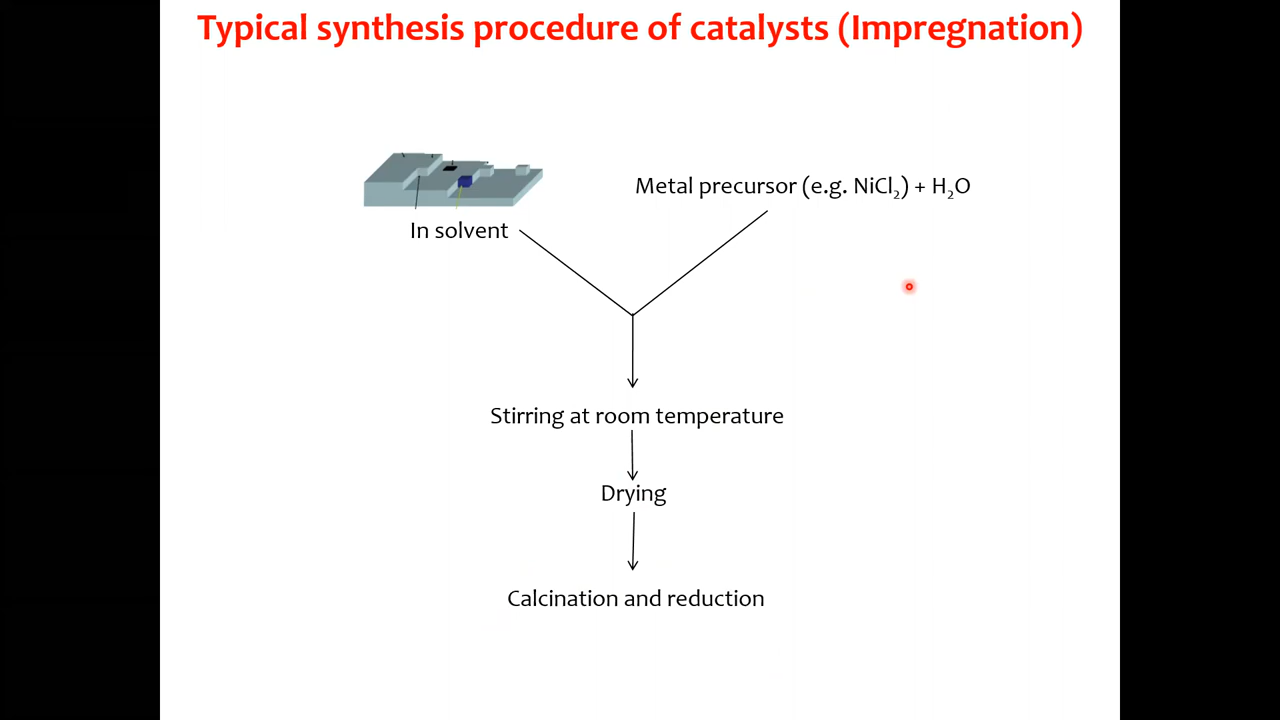 Typical synthesis procedure of catalysts (Impregnation)
Metal precursor (e.g. NiCl₂) + H₂O
In solvent
Stirring at room temperature
Drying
Calcination and reduction